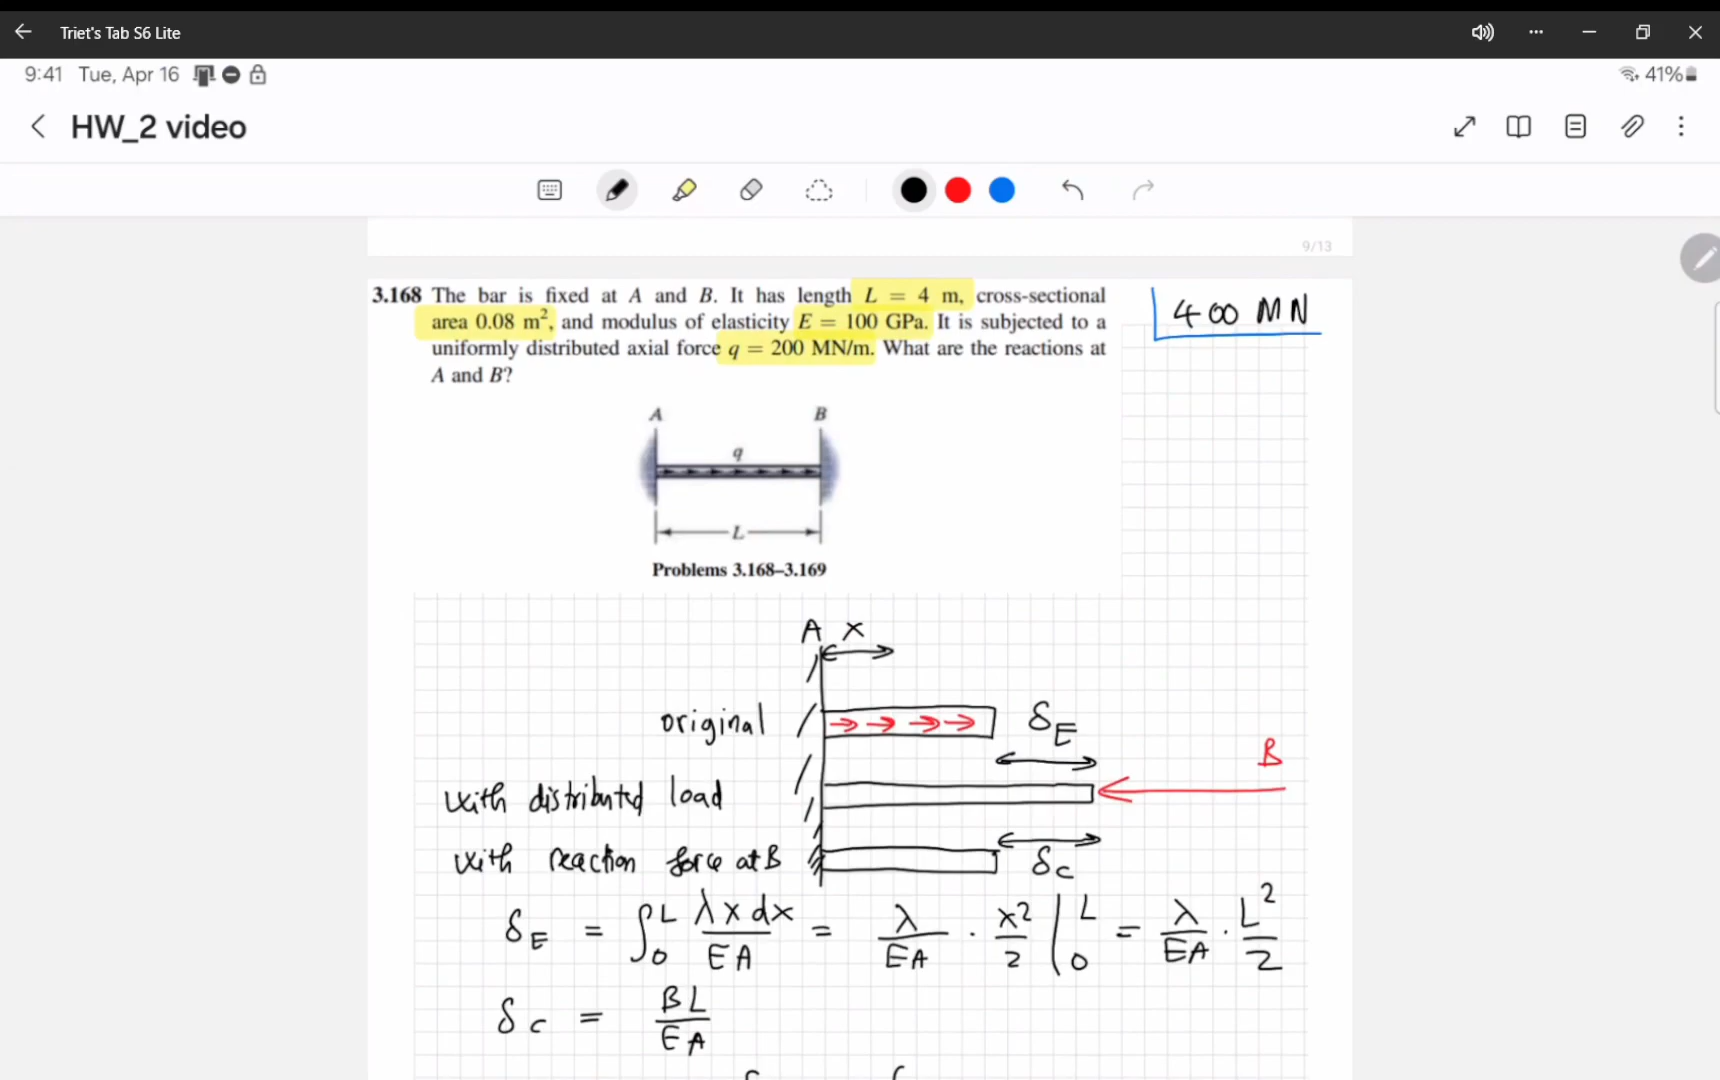 Triet's Tab S6 Lite
9:41 Tue, Apr 16
41%
HW_2 video
9/13
3.168 The bar is fixed at A and B. It has length L = 4 m, cross-sectional
area 0.08 m², and modulus of elasticity E = 100 GPa. It is subjected to a
uniformly distributed axial force q = 200 MN/m. What are the reactions at
A and B?
400 MN
A B
q
L
Problems 3.168–3.169
A x
original δE
B
with distributed load
with reaction force at B δc
δE = ∫0^L λxdx/EA = λ/EA · x²/2 |0^L = λ/EA · L²/2
δc = BL/EA